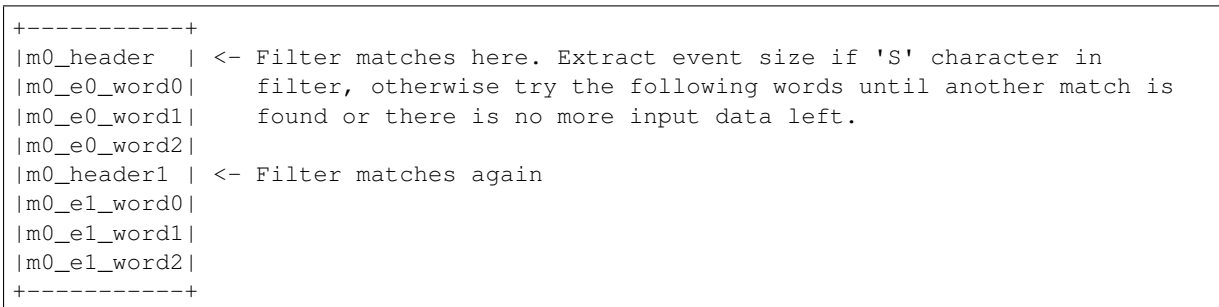 +-----------+
|m0_header  | <- Filter matches here. Extract event size if 'S' character in
|m0_e0_word0|    filter, otherwise try the following words until another match is
|m0_e0_word1|    found or there is no more input data left.
|m0_e0_word2|
|m0_header1 | <- Filter matches again
|m0_e1_word0|
|m0_e1_word1|
|m0_e1_word2|
+-----------+